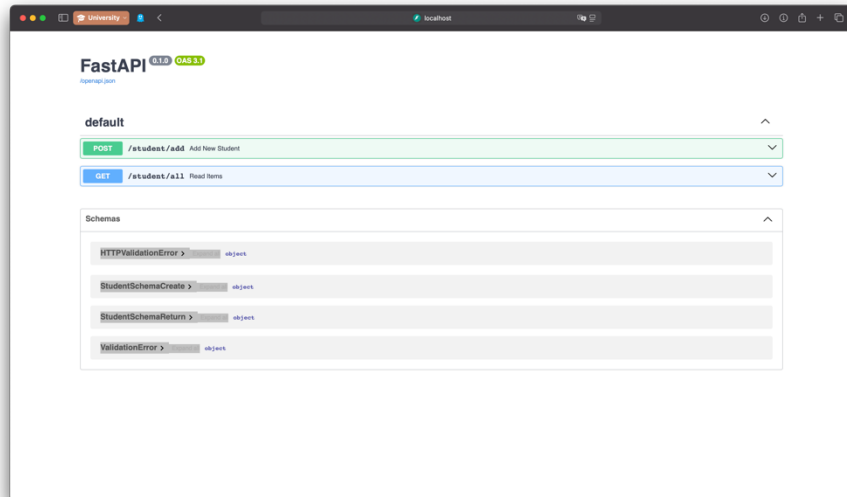 University
localhost
FastAPI 0.1.0 OAS 3.1
/openapi.json
default
POST /student/add Add New Student
GET /student/all Read Items
Schemas
HTTPValidationError > object
StudentSchemaCreate > object
StudentSchemaReturn > object
ValidationError > object